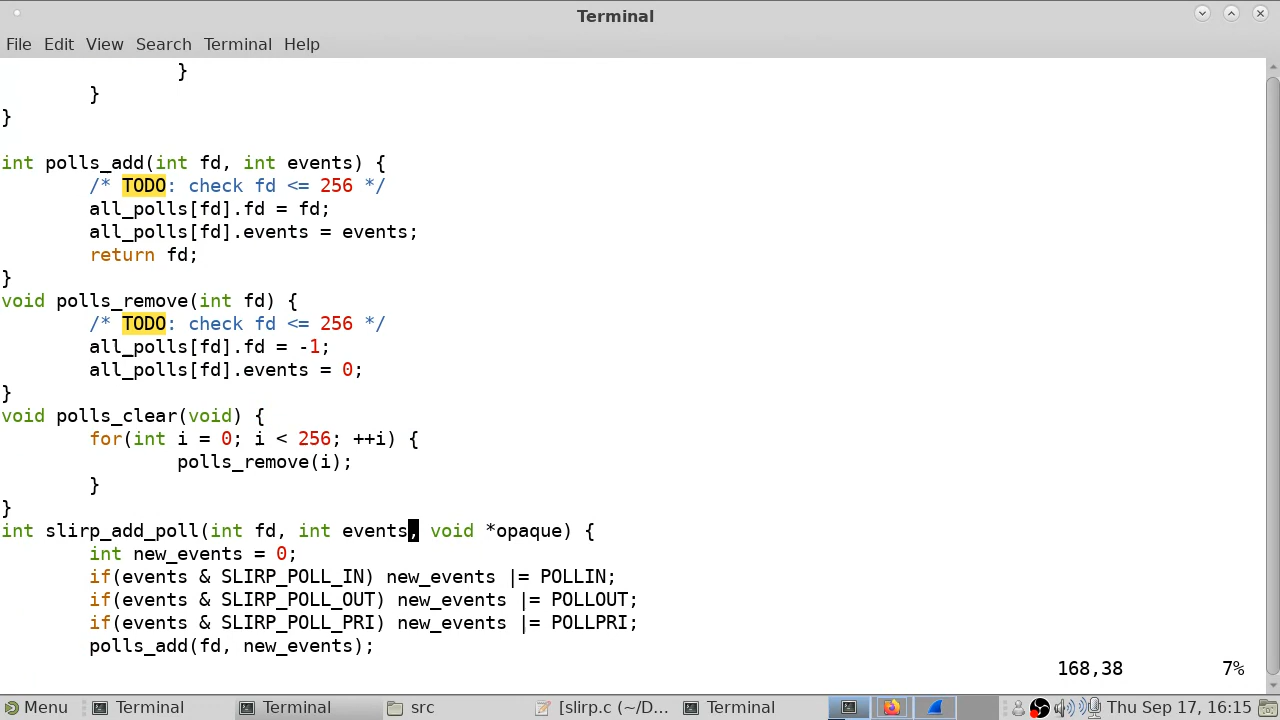 Terminal
File Edit View Search Terminal Help
}
}
}
int polls_add(int fd, int events) {
/* TODO: check fd <= 256 */
all_polls[fd].fd = fd;
all_polls[fd].events = events;
return fd;
}
void polls_remove(int fd) {
/* TODO: check fd <= 256 */
all_polls[fd].fd = -1;
all_polls[fd].events = 0;
}
void polls_clear(void) {
for(int i = 0; i < 256; ++i) {
polls_remove(i);
}
}
int slirp_add_poll(int fd, int events, void *opaque) {
int new_events = 0;
if(events & SLIRP_POLL_IN) new_events |= POLLIN;
if(events & SLIRP_POLL_OUT) new_events |= POLLOUT;
if(events & SLIRP_POLL_PRI) new_events |= POLLPRI;
polls_add(fd, new_events);
168,38 7%
Menu Terminal Terminal src [slirp.c (~/D... Terminal Thu Sep 17, 16:15